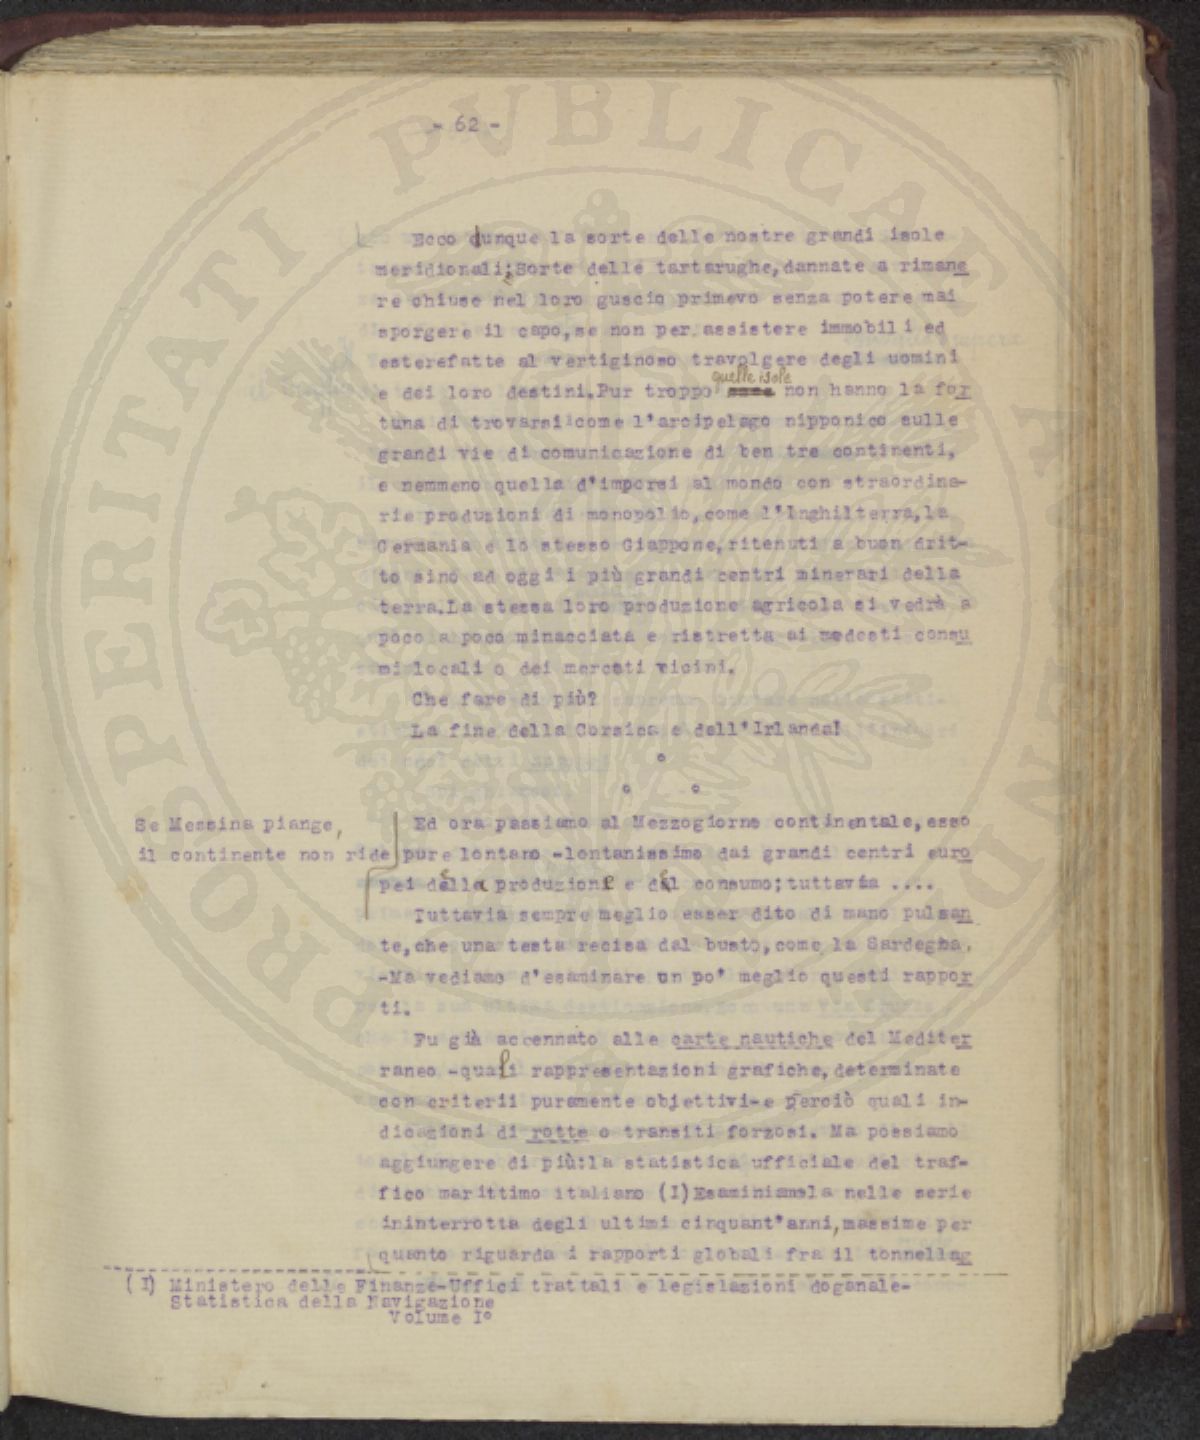 - 62 -
Ecco dunque la sorte delle nostre grandi isole
meridionali; Sorte delle tartarughe, dannate a rimane
re chiuse nel loro guscio primevo senza potere mai
sporgere il capo, se non per assistere immobili ed
esterefatte al vertiginoso travolgere degli uomini
e dei loro destini. Pur troppo quelle isole non hanno la for
tuna di trovarsi come l'arcipelago nipponico sulle
grandi vie di comunicazione di ben tre continenti,
e nemmeno quella d'imporsi al mondo con straordina-
rie produzioni di monopolio, come l'Inghilterra, la
Germania e lo stesso Giappone, ritenuti a buon drit-
to sino ad oggi i più grandi centri minerari della
terra. La stessa loro produzione agricola si vedrà a
poco a poco minacciata e ristretta ai modesti consu
mi locali o dei mercati vicini.
Che fare di più?
La fine della Corsica e dell'Irlanda!
°
° °
Se Messina piange,
il continente non ride
Ed ora passiamo al Mezzogiorno continentale, esso
pure lontano -lontanissimo dai grandi centri euro
pei della produzione e del consumo; tuttavia ....
Tuttavia sempre meglio esser dito di mano pulsan
te, che una testa recisa dal busto, come la Sardegna.
-Ma vediamo d'esaminare un po' meglio questi rappor
ti.
Fu già accennato alle carte nautiche del Mediter
raneo -quali rappresentazioni grafiche, determinate
con criterii puramente objettivi-e perciò quali in-
dicazioni di rotte o transiti forzosi. Ma possiamo
aggiungere di più: la statistica ufficiale del traf-
fico marittimo italiano (I) Esaminiamola nelle serie
ininterrotta degli ultimi cinquant'anni, massime per
quanto riguarda i rapporti globali fra il tonnellag
(I) Ministero delle Finanze-Uffici trattali e legislazioni doganale-
Statistica della Navigazione
Volume I°
PROSPERITATI PUBLICAE AUGENDAE